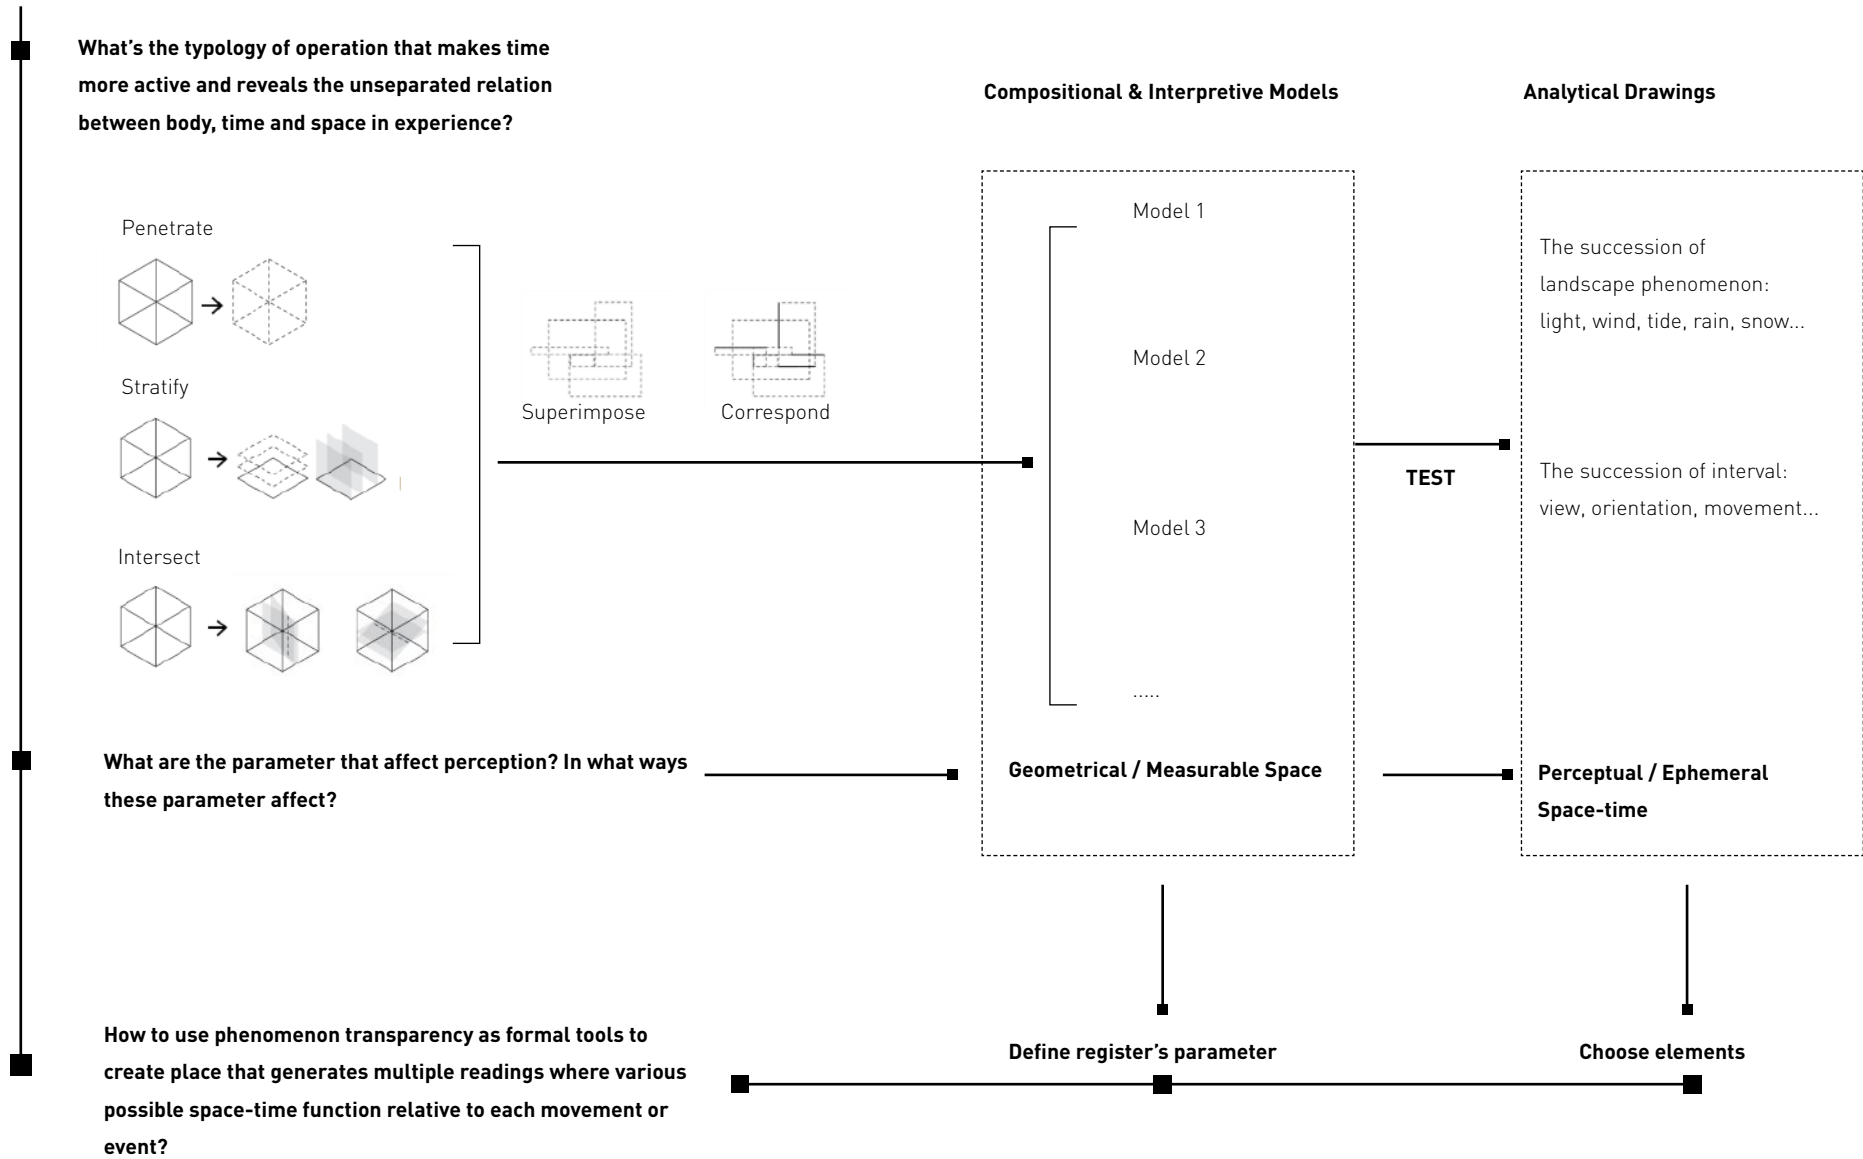 What's the typology of operation that makes time
more active and reveals the unseparated relation
between body, time and space in experience?
Compositional & Interpretive Models
Analytical Drawings
Penetrate
Stratify
Intersect
Superimpose
Correspond
Model 1
Model 2
Model 3
.....
TEST
The succession of
landscape phenomenon:
light, wind, tide, rain, snow...
The succession of interval:
view, orientation, movement...
What are the parameter that affect perception? In what ways
these parameter affect?
Geometrical / Measurable Space
Perceptual / Ephemeral
Space-time
How to use phenomenon transparency as formal tools to
create place that generates multiple readings where various
possible space-time function relative to each movement or
event?
Define register's parameter
Choose elements